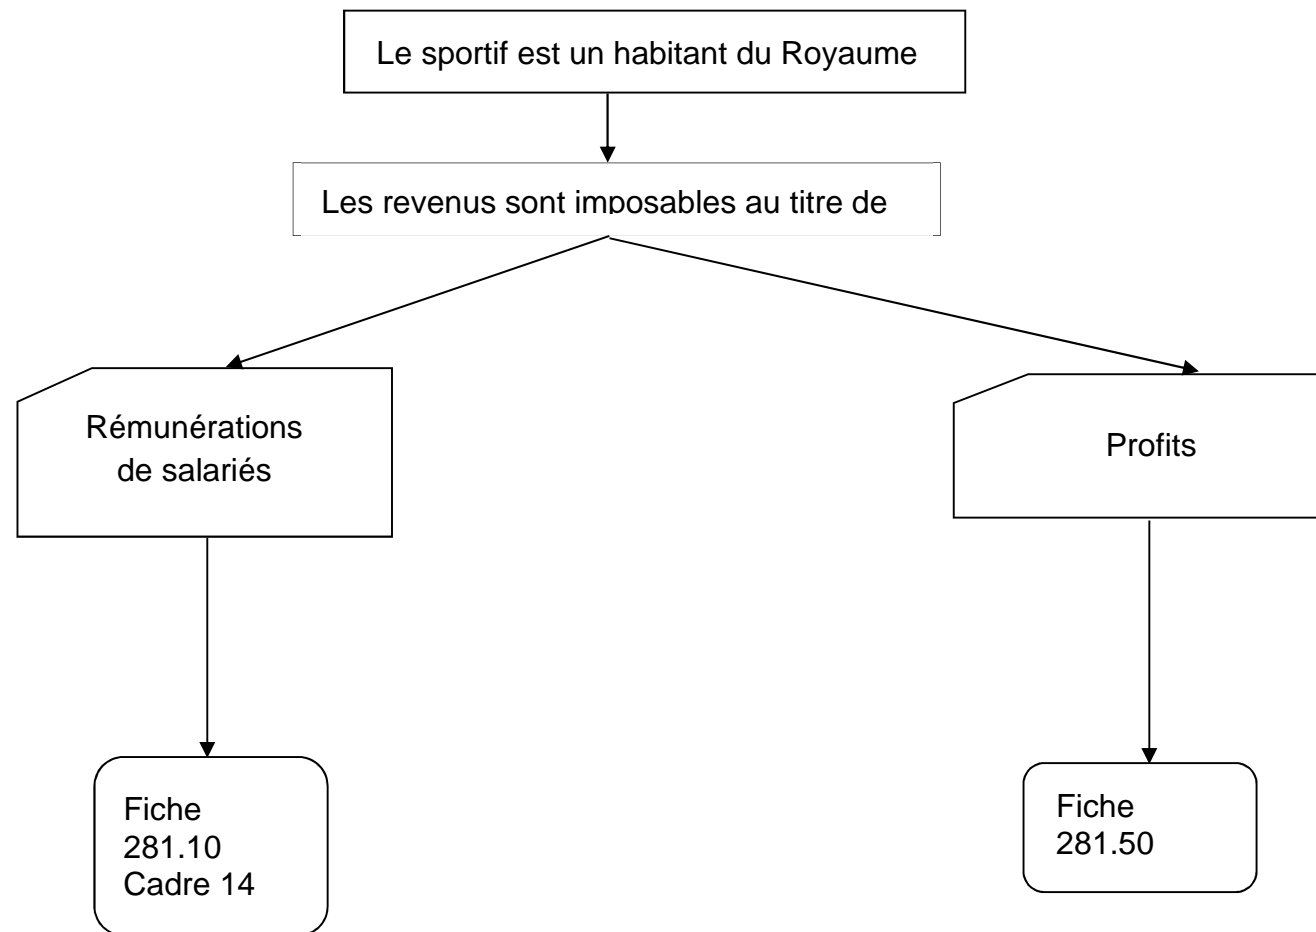 Le sportif est un habitant du Royaume
Les revenus sont imposables au titre de
Rémunérations
de salariés
Profits
Fiche
281.10
Cadre 14
Fiche
281.50